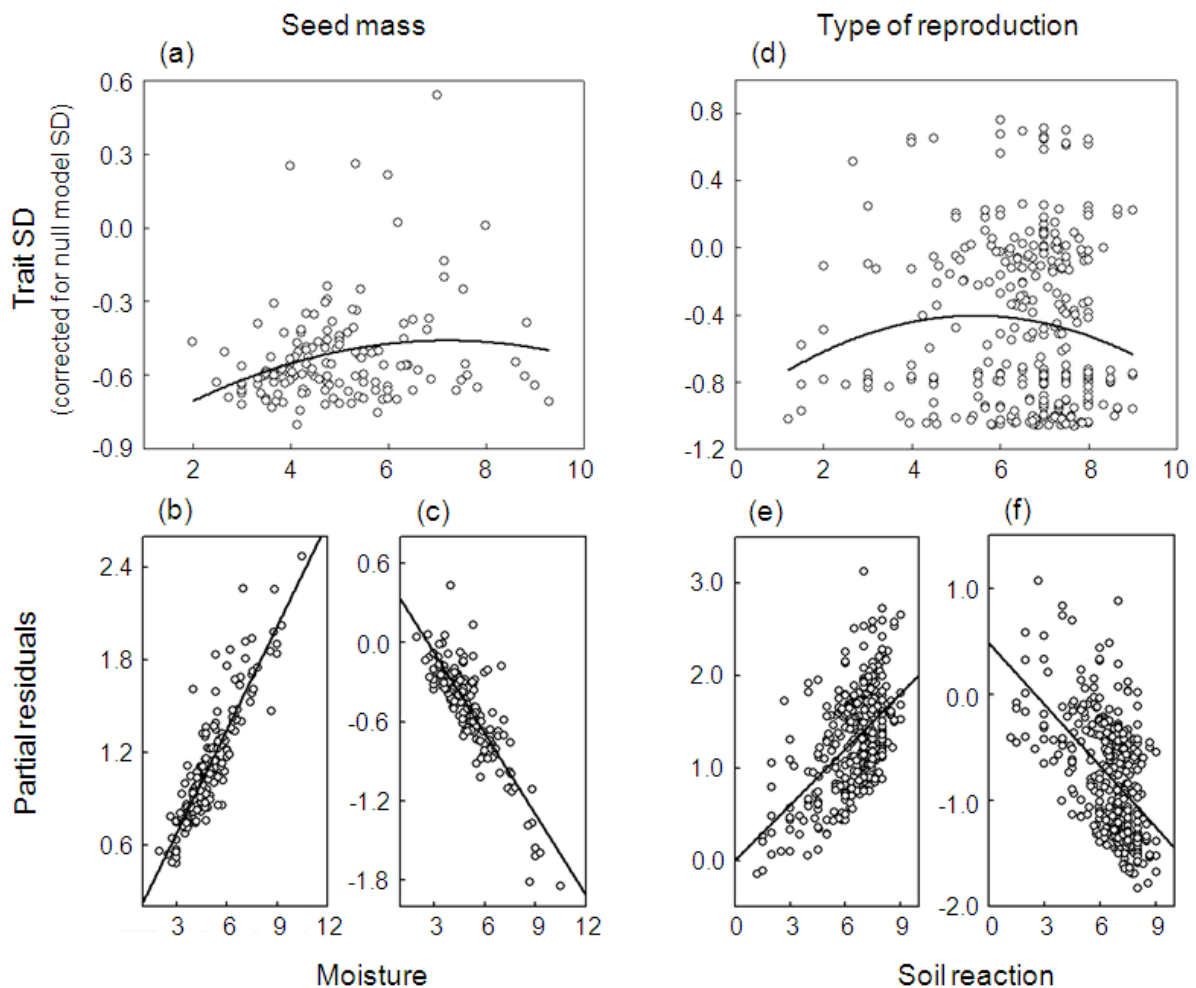 Seed mass
Type of reproduction
(a)
(d)
Trait SD
(corrected for null model SD)
0.6
0.3
0.0
-0.3
-0.6
-0.9
2 4 6 8 10
0.8
0.4
0.0
-0.4
-0.8
-1.2
0 2 4 6 8 10
(b)
(c)
(e)
(f)
Partial residuals
2.4
1.8
1.2
0.6
3 6 9 12
0.6
0.0
-0.6
-1.2
-1.8
3 6 9 12
3.0
2.0
1.0
0.0
0 3 6 9
1.0
0.0
-1.0
-2.0
0 3 6 9
Moisture
Soil reaction